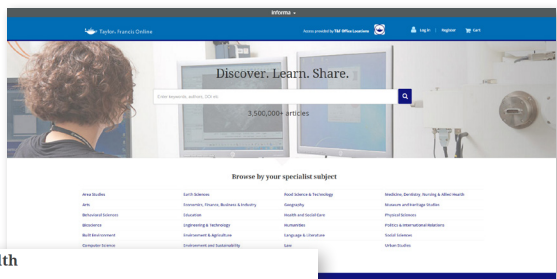 Informa
Taylor & Francis Online
Access provided by T&F Office Locations
Log in | Register
Cart
Discover. Learn. Share.
Enter keywords, authors, DOI etc
3,500,000+ articles
Browse by your specialist subject
Area Studies
Earth Sciences
Food Science & Technology
Medicine, Dentistry, Nursing & Allied Health
Arts
Economics, Finance, Business & Industry
Geography
Museum and Heritage Studies
Behavioral Sciences
Education
Health and Social Care
Physical Sciences
Bioscience
Engineering & Technology
Humanities
Politics & International Relations
Built Environment
Environment & Agriculture
Language & Literature
Social Sciences
Computer Science
Environment and Sustainability
Law
Urban Studies
lth